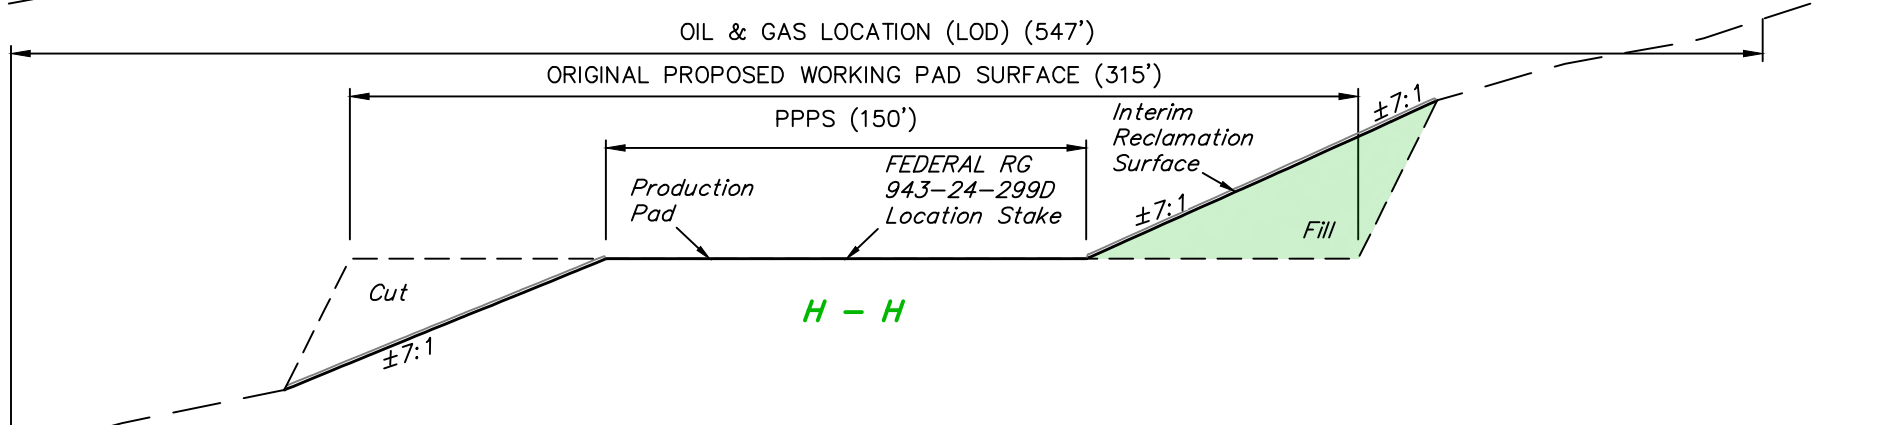 OIL & GAS LOCATION (LOD) (547')
ORIGINAL PROPOSED WORKING PAD SURFACE (315')
PPPS (150')
Interim
Reclamation
Surface
±7:1
FEDERAL RG
943-24-299D
Location Stake
Production
Pad
±7:1
Fill
Cut
H - H
±7:1